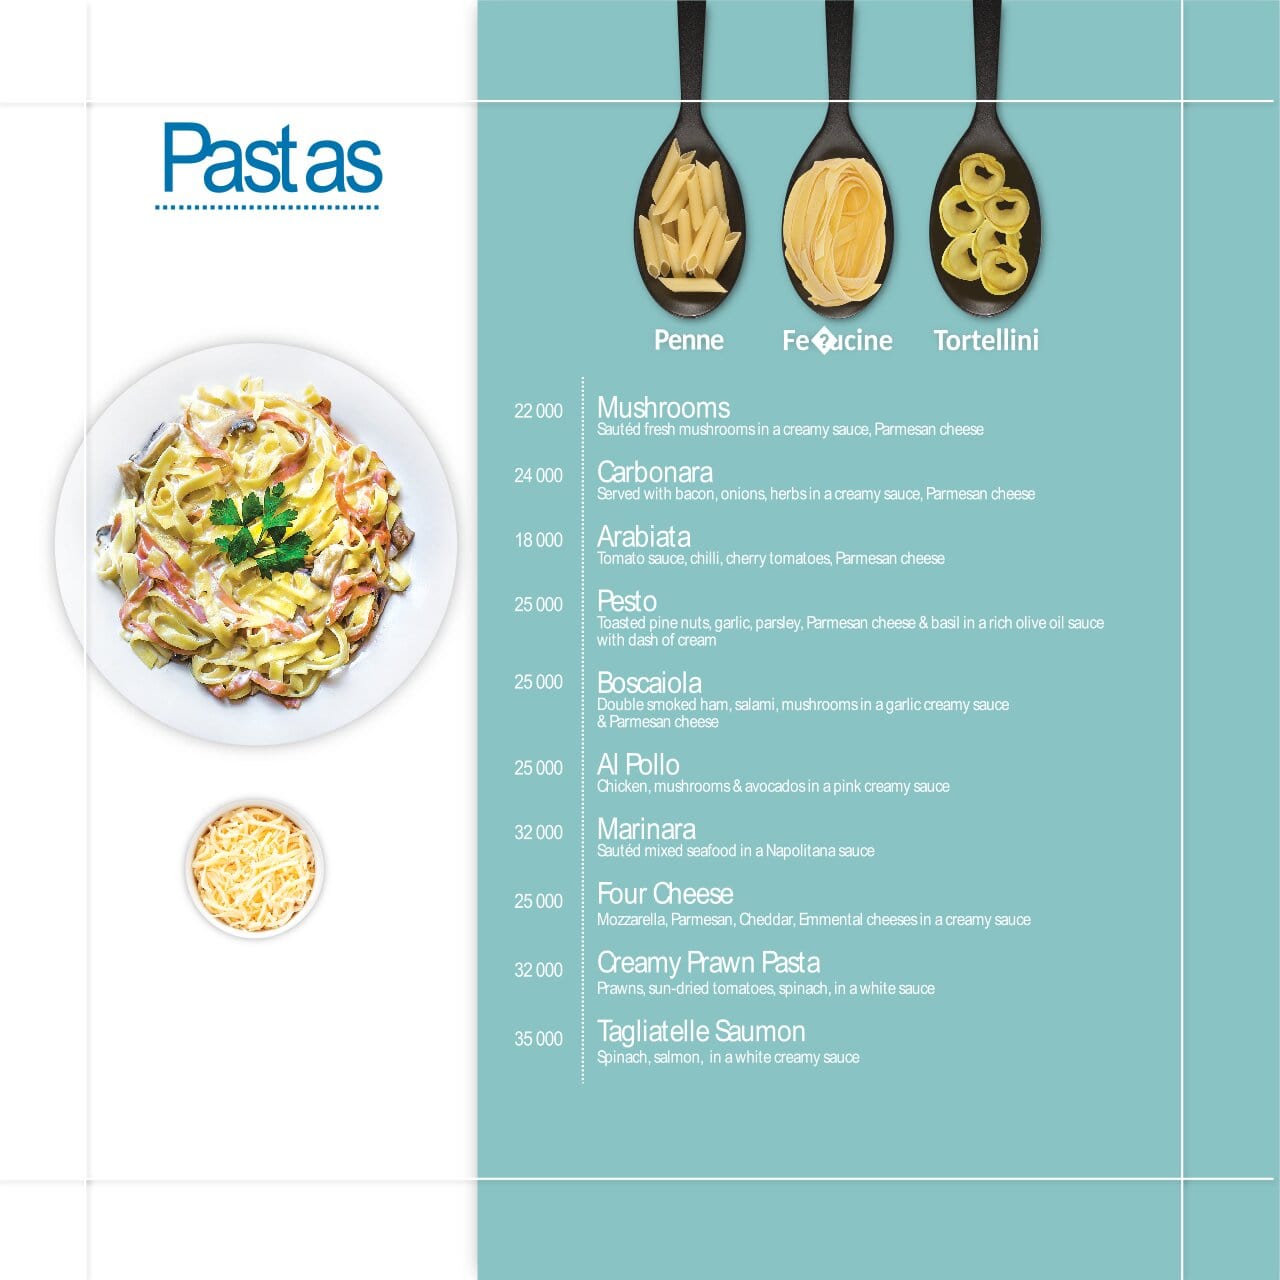 Pastas
Penne
Fe�ucine
Tortellini
22 000
Mushrooms
Sautéd fresh mushrooms in a creamy sauce, Parmesan cheese
24 000
Carbonara
Served with bacon, onions, herbs in a creamy sauce, Parmesan cheese
18 000
Arabiata
Tomato sauce, chilli, cherry tomatoes, Parmesan cheese
25 000
Pesto
Toasted pine nuts, garlic, parsley, Parmesan cheese & basil in a rich olive oil sauce
with dash of cream
25 000
Boscaiola
Double smoked ham, salami, mushrooms in a garlic creamy sauce
& Parmesan cheese
25 000
Al Pollo
Chicken, mushrooms & avocados in a pink creamy sauce
32 000
Marinara
Sautéd mixed seafood in a Napolitana sauce
25 000
Four Cheese
Mozzarella, Parmesan, Cheddar, Emmental cheeses in a creamy sauce
32 000
Creamy Prawn Pasta
Prawns, sun-dried tomatoes, spinach, in a white sauce
35 000
Tagliatelle Saumon
Spinach, salmon, in a white creamy sauce